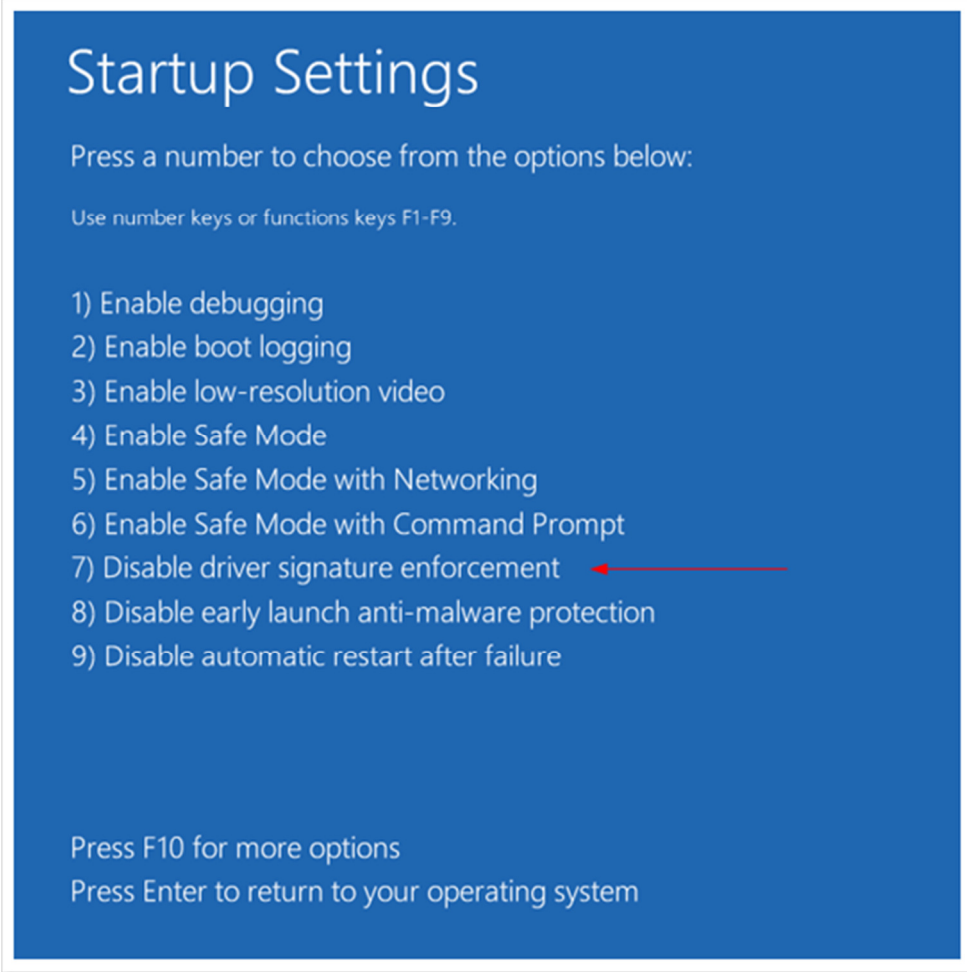 Startup Settings
Press a number to choose from the options below:
Use number keys or functions keys F1-F9.
1) Enable debugging
2) Enable boot logging
3) Enable low-resolution video
4) Enable Safe Mode
5) Enable Safe Mode with Networking
6) Enable Safe Mode with Command Prompt
7) Disable driver signature enforcement
8) Disable early launch anti-malware protection
9) Disable automatic restart after failure
Press F10 for more options
Press Enter to return to your operating system